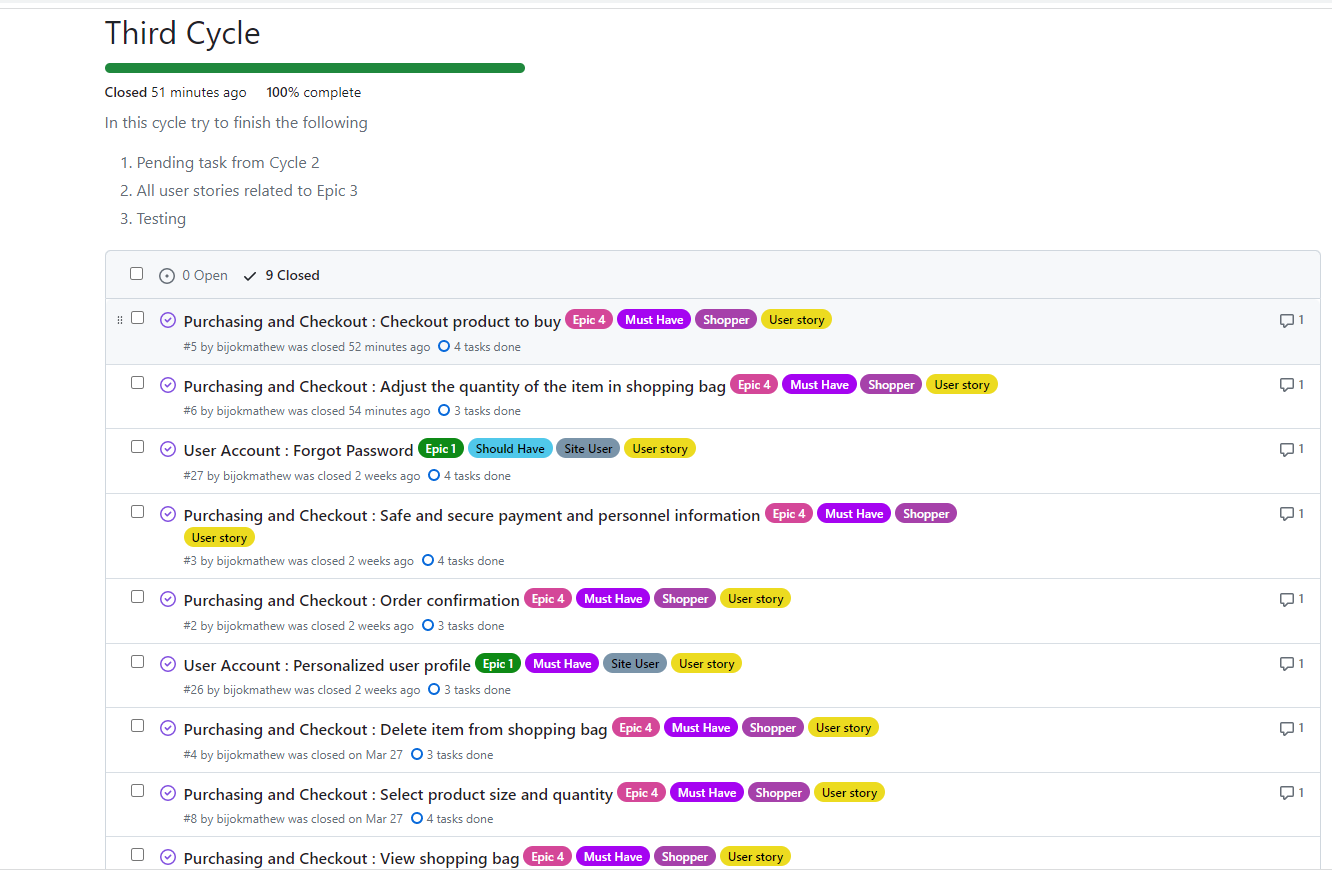 Third Cycle
Closed 51 minutes ago 100% complete
In this cycle try to finish the following
1. Pending task from Cycle 2
2. All user stories related to Epic 3
3. Testing
0 Open 9 Closed
Purchasing and Checkout : Checkout product to buy Epic 4 Must Have Shopper User story 1
#5 by bijokmathew was closed 52 minutes ago 4 tasks done
Purchasing and Checkout : Adjust the quantity of the item in shopping bag Epic 4 Must Have Shopper User story 1
#6 by bijokmathew was closed 54 minutes ago 3 tasks done
User Account : Forgot Password Epic 1 Should Have Site User User story 1
#27 by bijokmathew was closed 2 weeks ago 4 tasks done
Purchasing and Checkout : Safe and secure payment and personnel information Epic 4 Must Have Shopper 1
User story
#3 by bijokmathew was closed 2 weeks ago 4 tasks done
Purchasing and Checkout : Order confirmation Epic 4 Must Have Shopper User story 1
#2 by bijokmathew was closed 2 weeks ago 3 tasks done
User Account : Personalized user profile Epic 1 Must Have Site User User story 1
#26 by bijokmathew was closed 2 weeks ago 3 tasks done
Purchasing and Checkout : Delete item from shopping bag Epic 4 Must Have Shopper User story 1
#4 by bijokmathew was closed on Mar 27 3 tasks done
Purchasing and Checkout : Select product size and quantity Epic 4 Must Have Shopper User story 1
#8 by bijokmathew was closed on Mar 27 4 tasks done
Purchasing and Checkout : View shopping bag Epic 4 Must Have Shopper User story